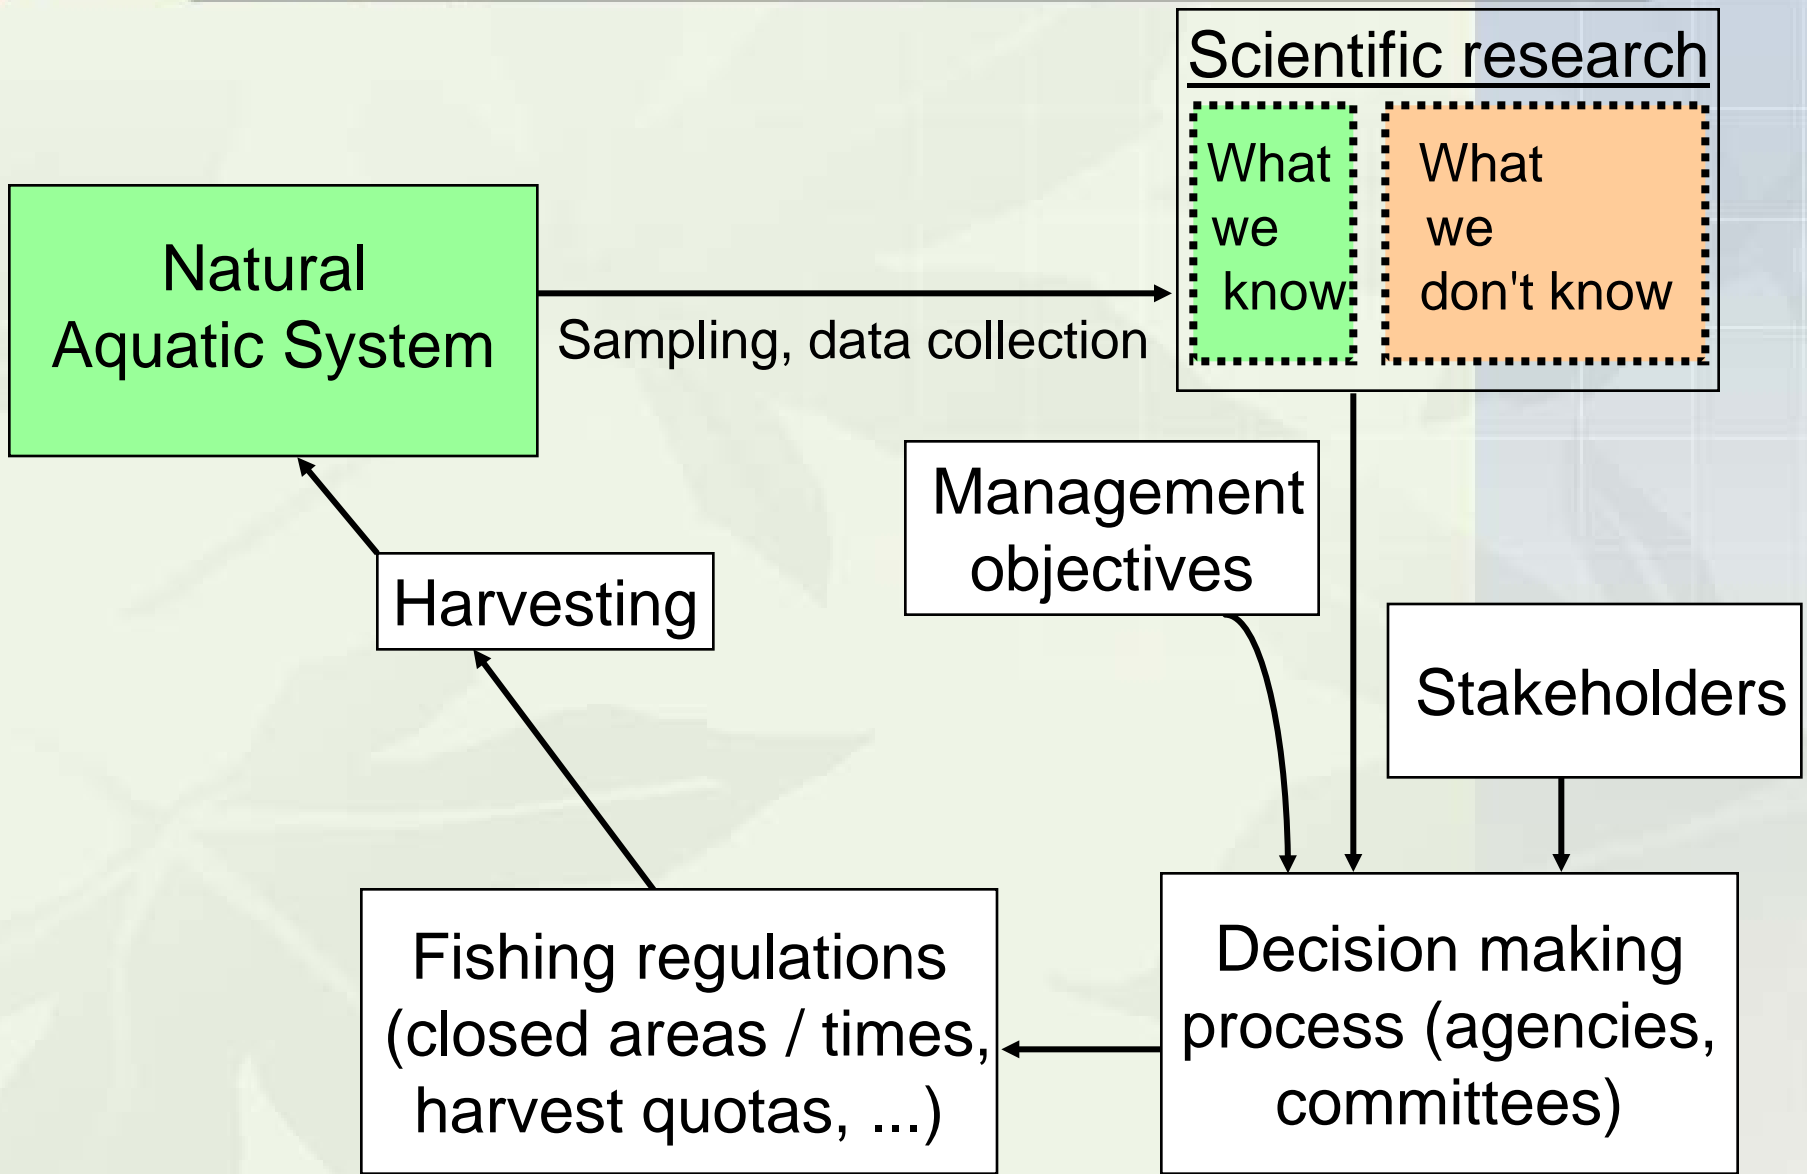 Scientific research
What
we
know
What
we
don't know
Natural
Aquatic System
Sampling, data collection
Management
objectives
Harvesting
Stakeholders
Fishing regulations
(closed areas / times,
harvest quotas, ...)
Decision making
process (agencies,
committees)